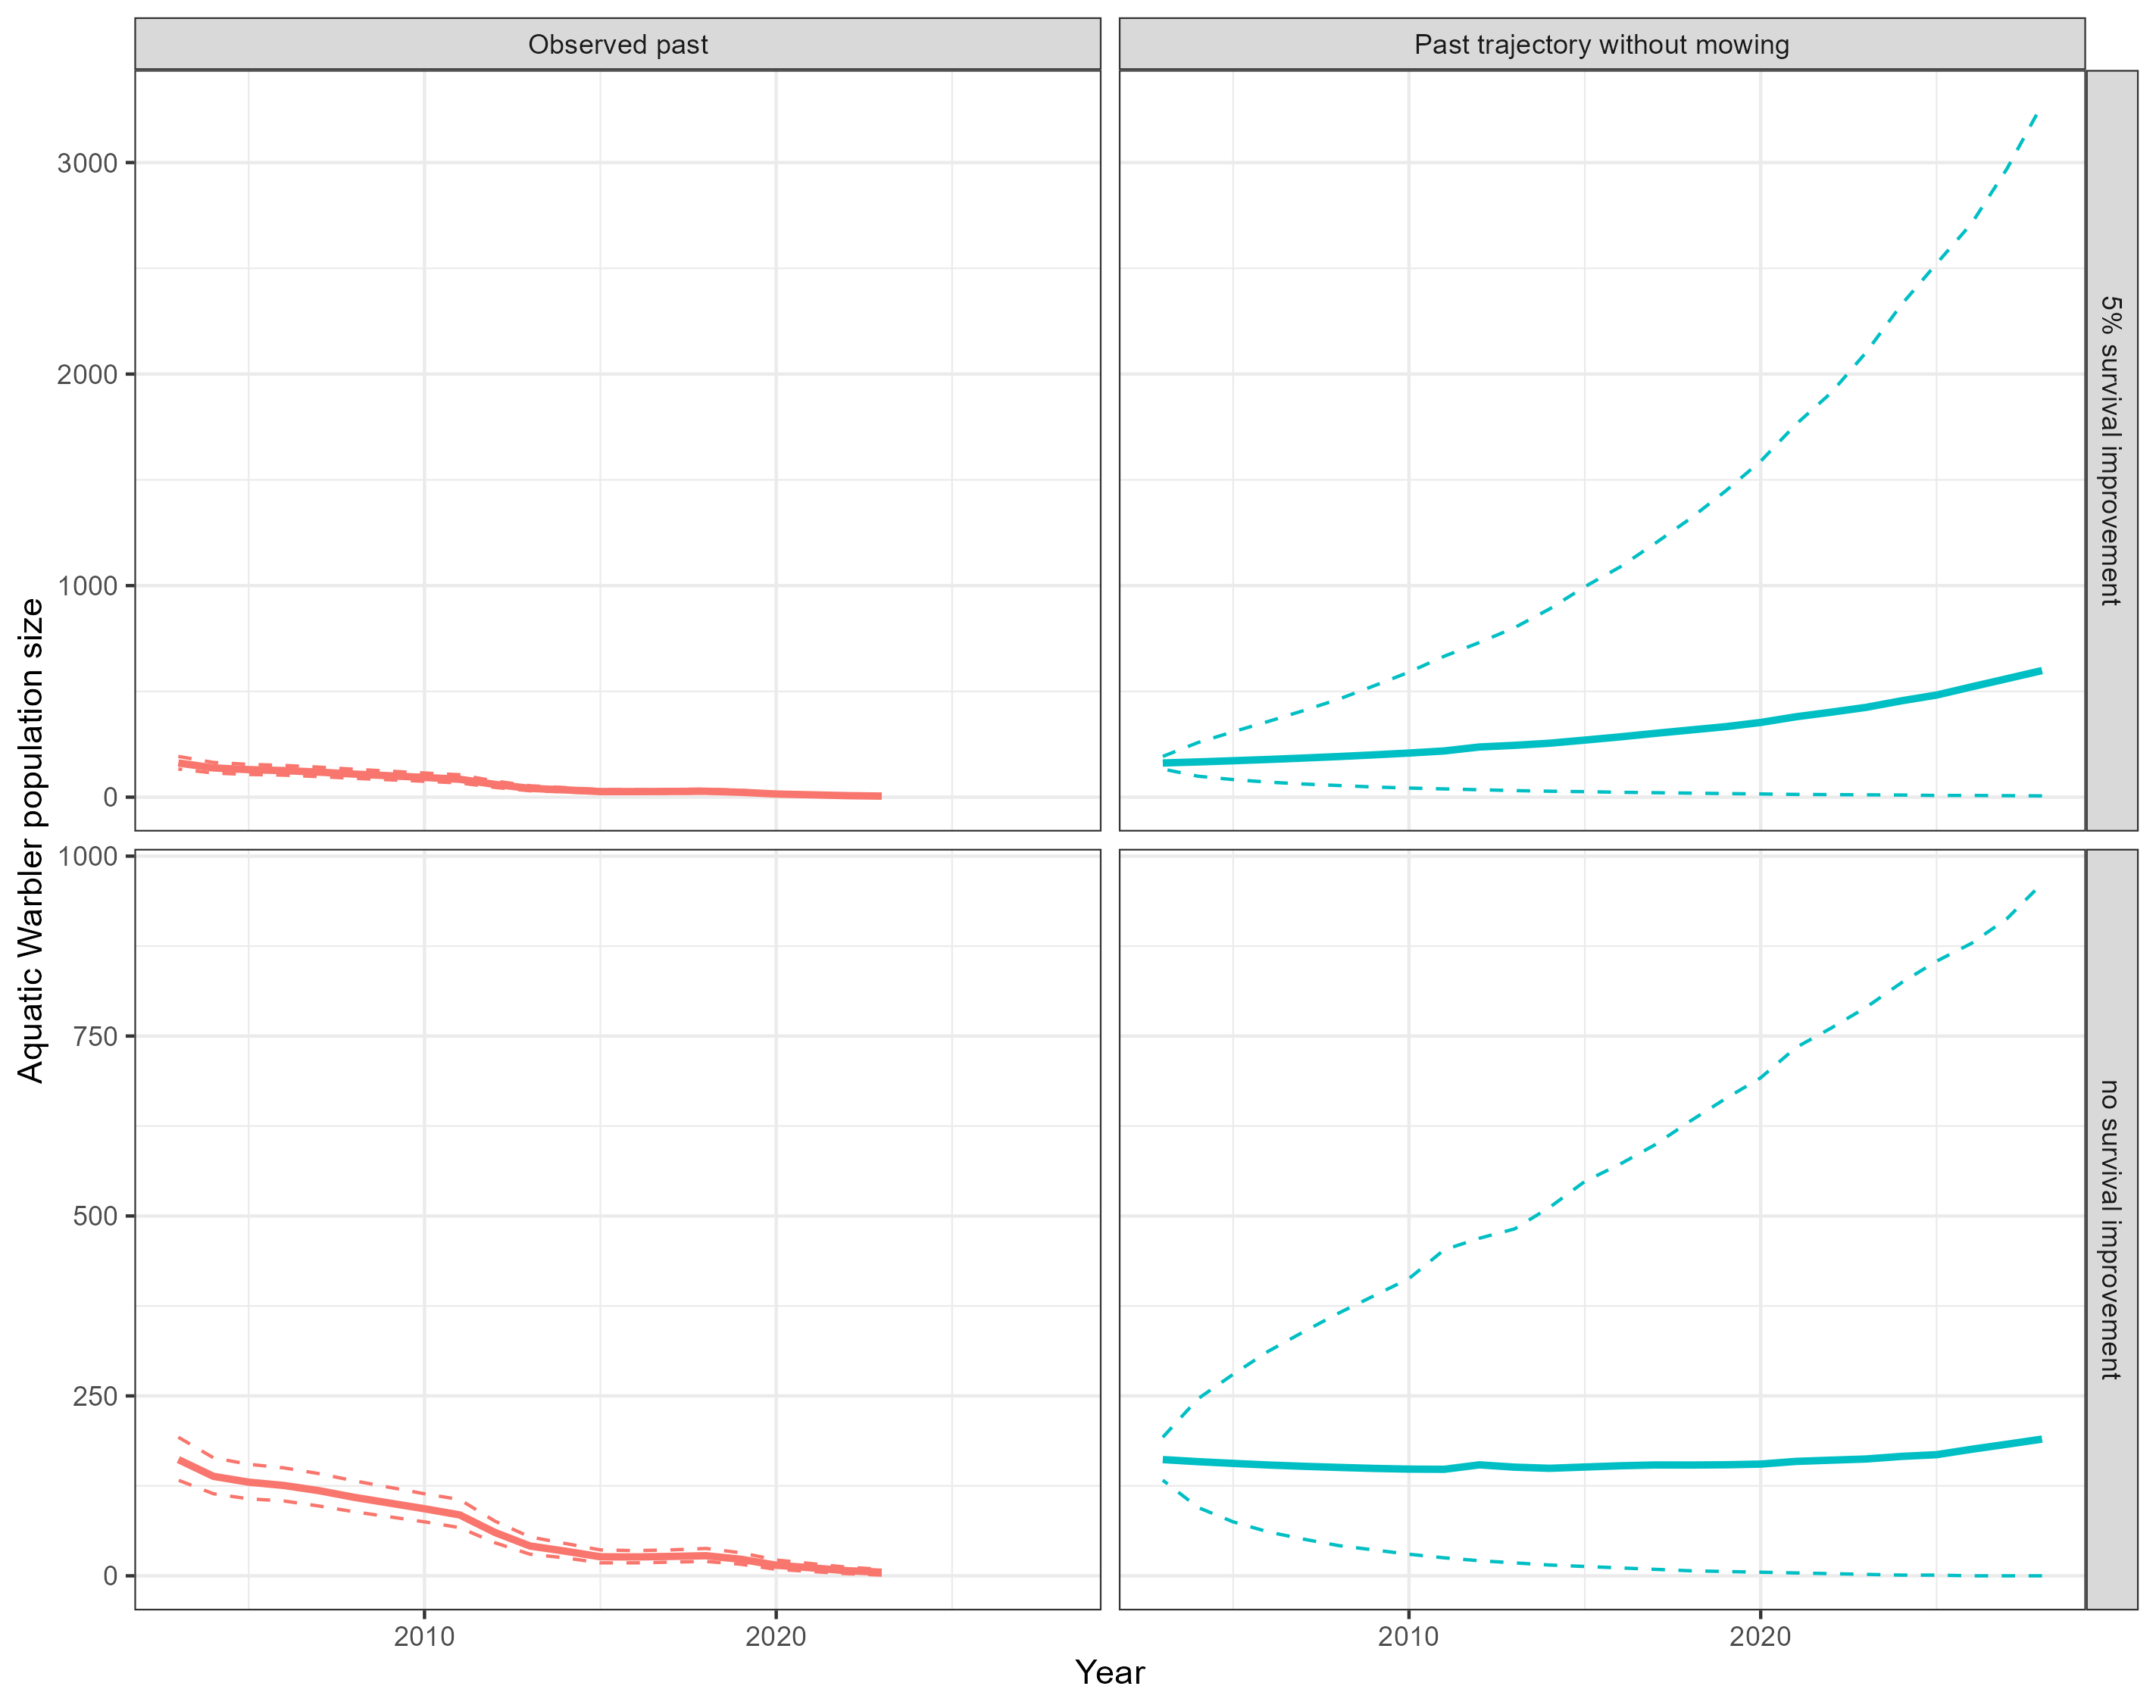 Observed past
Past trajectory without mowing
3000
2000
1000
0
5% survival improvement
Aquatic Warbler population size
1000
750
500
250
0
no survival improvement
2010
2020
2010
2020
Year